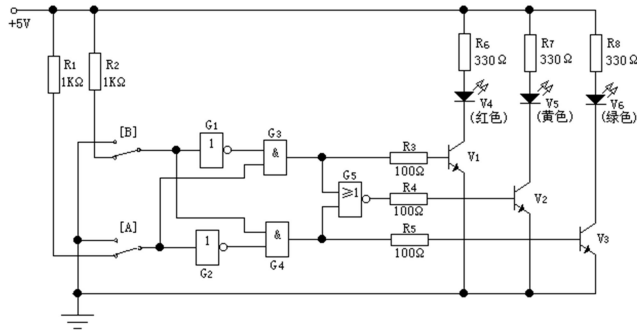 +5V
R1
1KΩ
R2
1KΩ
R6
330Ω
V4
(红色)
R7
330Ω
V5
(黄色)
R8
330Ω
V6
(绿色)
[B]
G1
1
G3
&
R3
100Ω
V1
G5
≥1
R4
100Ω
V2
[A]
1
G2
&
G4
R5
100Ω
V3